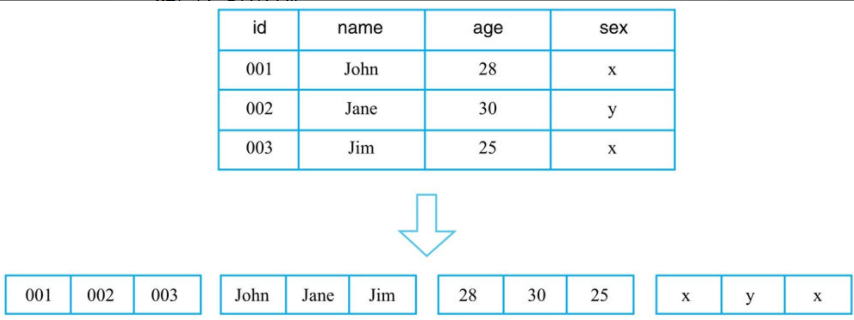 id name age sex
001 John 28 x
002 Jane 30 y
003 Jim 25 x
001 002 003 John Jane Jim 28 30 25 x y x